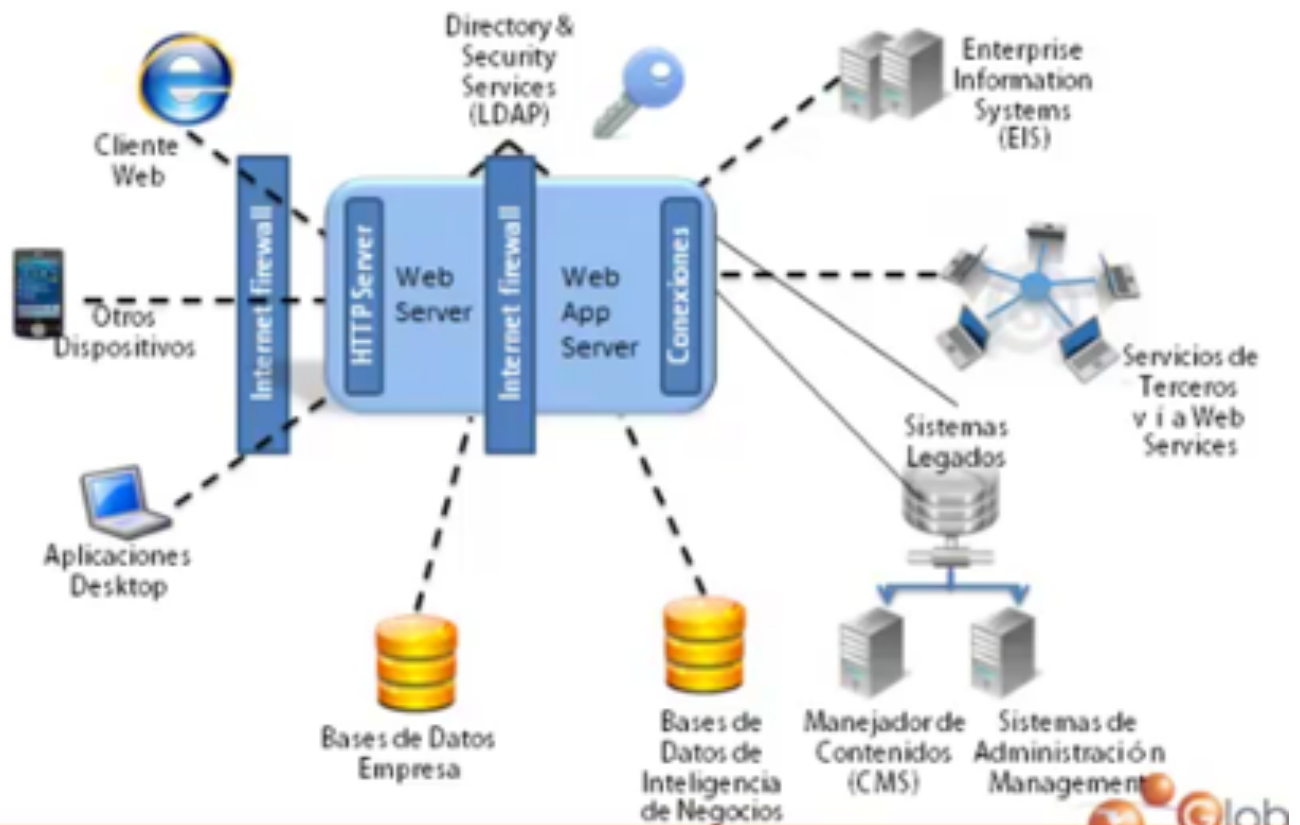 Directory &
Security
Services
(LDAP)
Enterprise
Information
Systems
(EIS)
Cliente
Web
Internet firewall
HTTP Server
Web
Server
Internet firewall
Web
App
Server
Conexiones
Otros
Dispositivos
Servicios de
Terceros
v í a Web
Services
Sistemas
Legados
Aplicaciones
Desktop
Bases de Datos
Empresa
Bases de
Datos de
Inteligencia
de Negocios
Manejador de
Contenidos
(CMS)
Sistemas de
Administraci ó n
Management
Glob